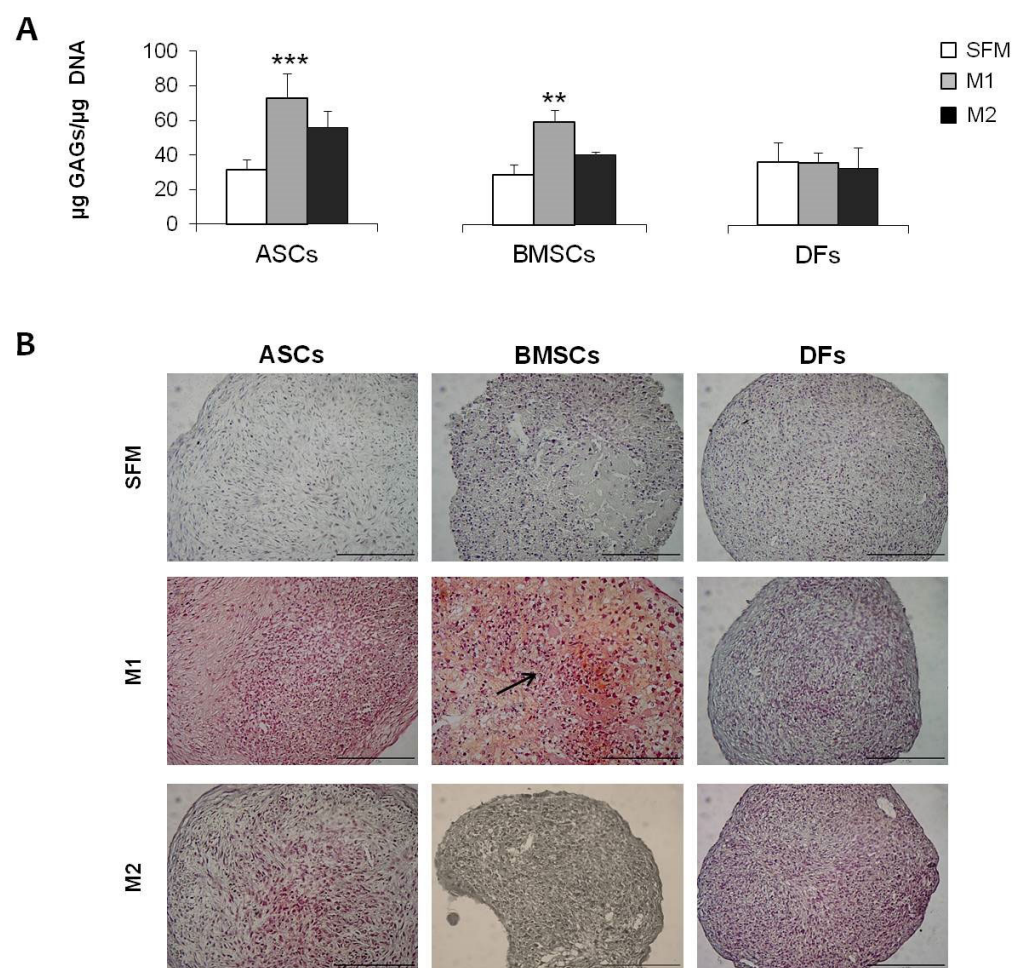 A
µg GAGs/µg DNA
100
80
60
40
20
0
***
**
ASCs
BMSCs
DFs
SFM
M1
M2
B
ASCs BMSCs DFs
SFM
M1
M2